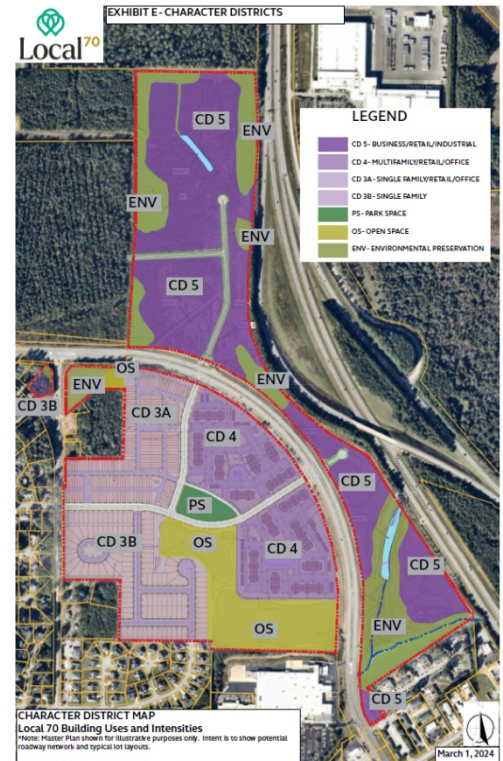 EXHIBIT E - CHARACTER DISTRICTS
Local 70
LEGEND
CD 5 - BUSINESS/RETAIL/INDUSTRIAL
CD 4 - MULTIFAMILY/RETAIL/OFFICE
CD 3A - SINGLE FAMILY/RETAIL/OFFICE
CD 3B - SINGLE FAMILY
PS - PARK SPACE
OS - OPEN SPACE
ENV - ENVIRONMENTAL PRESERVATION
CD 5
ENV
ENV
ENV
CD 5
OS
ENV
ENV
CD 3B
CD 3A
CD 4
CD 5
PS
CD 3B
OS
CD 4
CD 5
OS
ENV
CD 5
CHARACTER DISTRICT MAP
Local 70 Building Uses and Intensities
*Note: Master Plan shown for illustrative purposes only. Intent is to show potential
roadway network and typical lot layouts.
March 1, 2024